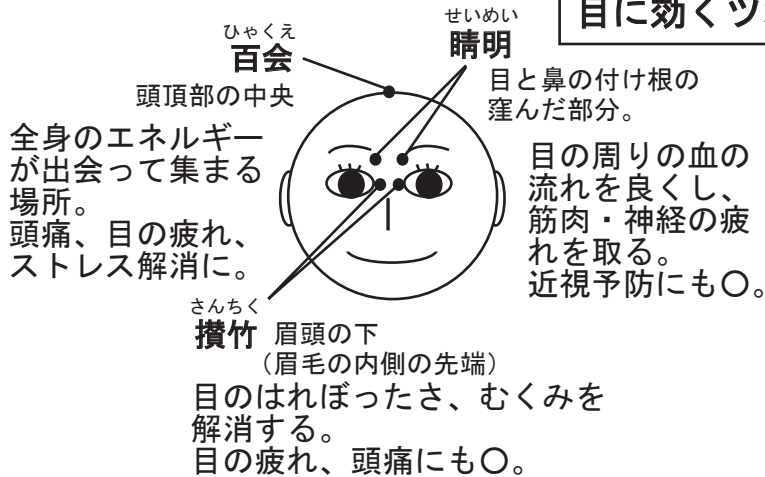 目に効くツ
ひゃくえ
百会
頭頂部の中央
全身のエネルギー
が出会って集まる
場所。
頭痛、目の疲れ、
ストレス解消に。
せいめい
睛明
目と鼻の付け根の
窪んだ部分。
目の周りの血の
流れを良くし、
筋肉・神経の疲
れを取る。
近視予防にも〇。
さんちく
攅竹 眉頭の下
（眉毛の内側の先端）
目のはれぼったさ、むくみを
解消する。
目の疲れ、頭痛にも〇。